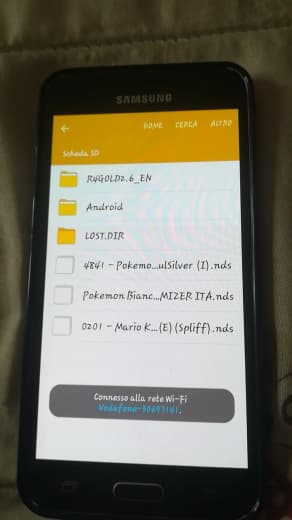 SAMSUNG
HOME CERCA ALTRO
Scheda SD
R4GOLD2.6_EN
Android
LOST.DIR
4841 - Pokemo...ulSilver (I).nds
Pokemon Bianc...MIZER ITA.nds
0201 - Mario K...(E)(Spliff).nds
Connesso alla rete Wi-Fi
Vodafone-50697141.